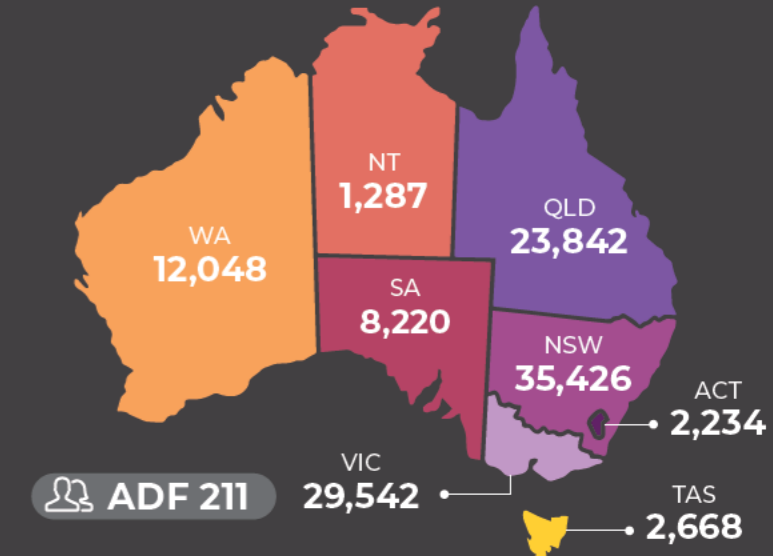 NT
1,287
QLD
23,842
WA
12,048
SA
8,220
NSW
35,426
ACT
2,234
VIC
29,542
ADF 211
TAS
2,668